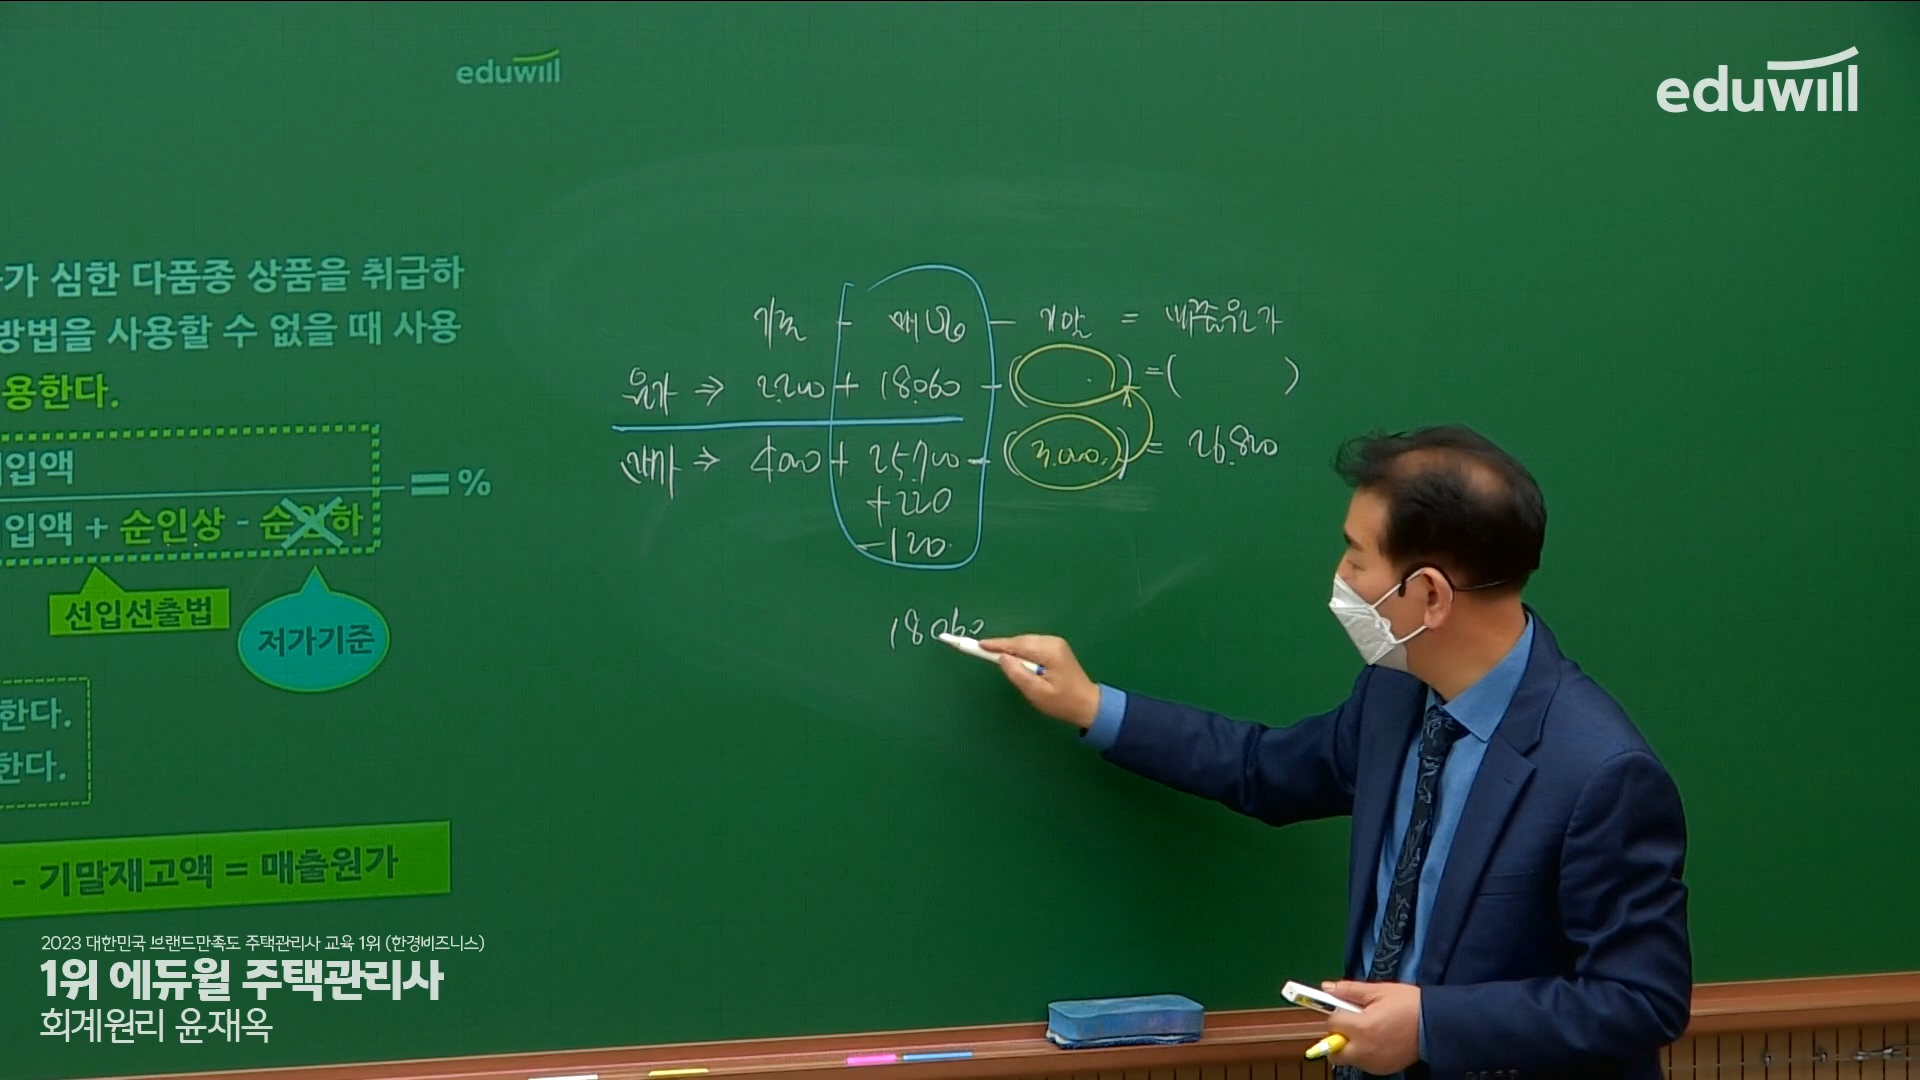 eduwill
eduwill
가 심한 다품종 상품을 취급하
방법을 사용할 수 없을 때 사용
용한다.
입액
입액 + 순인상 - 순인하
= %
선입선출법
저가기준
한다.
한다.
- 기말재고액 = 매출원가
기초 + 매입 - 기말 = 매출원가
원가 ⇒ 2,200 + 18,060 - ( ) = ( )
매가 ⇒ 4,000 + 25,700 - (3,000) = 26,800
+220
-120
18060
2023 대한민국 브랜드만족도 주택관리사 교육 1위 (한경비즈니스)
1위 에듀윌 주택관리사
회계원리 윤재옥